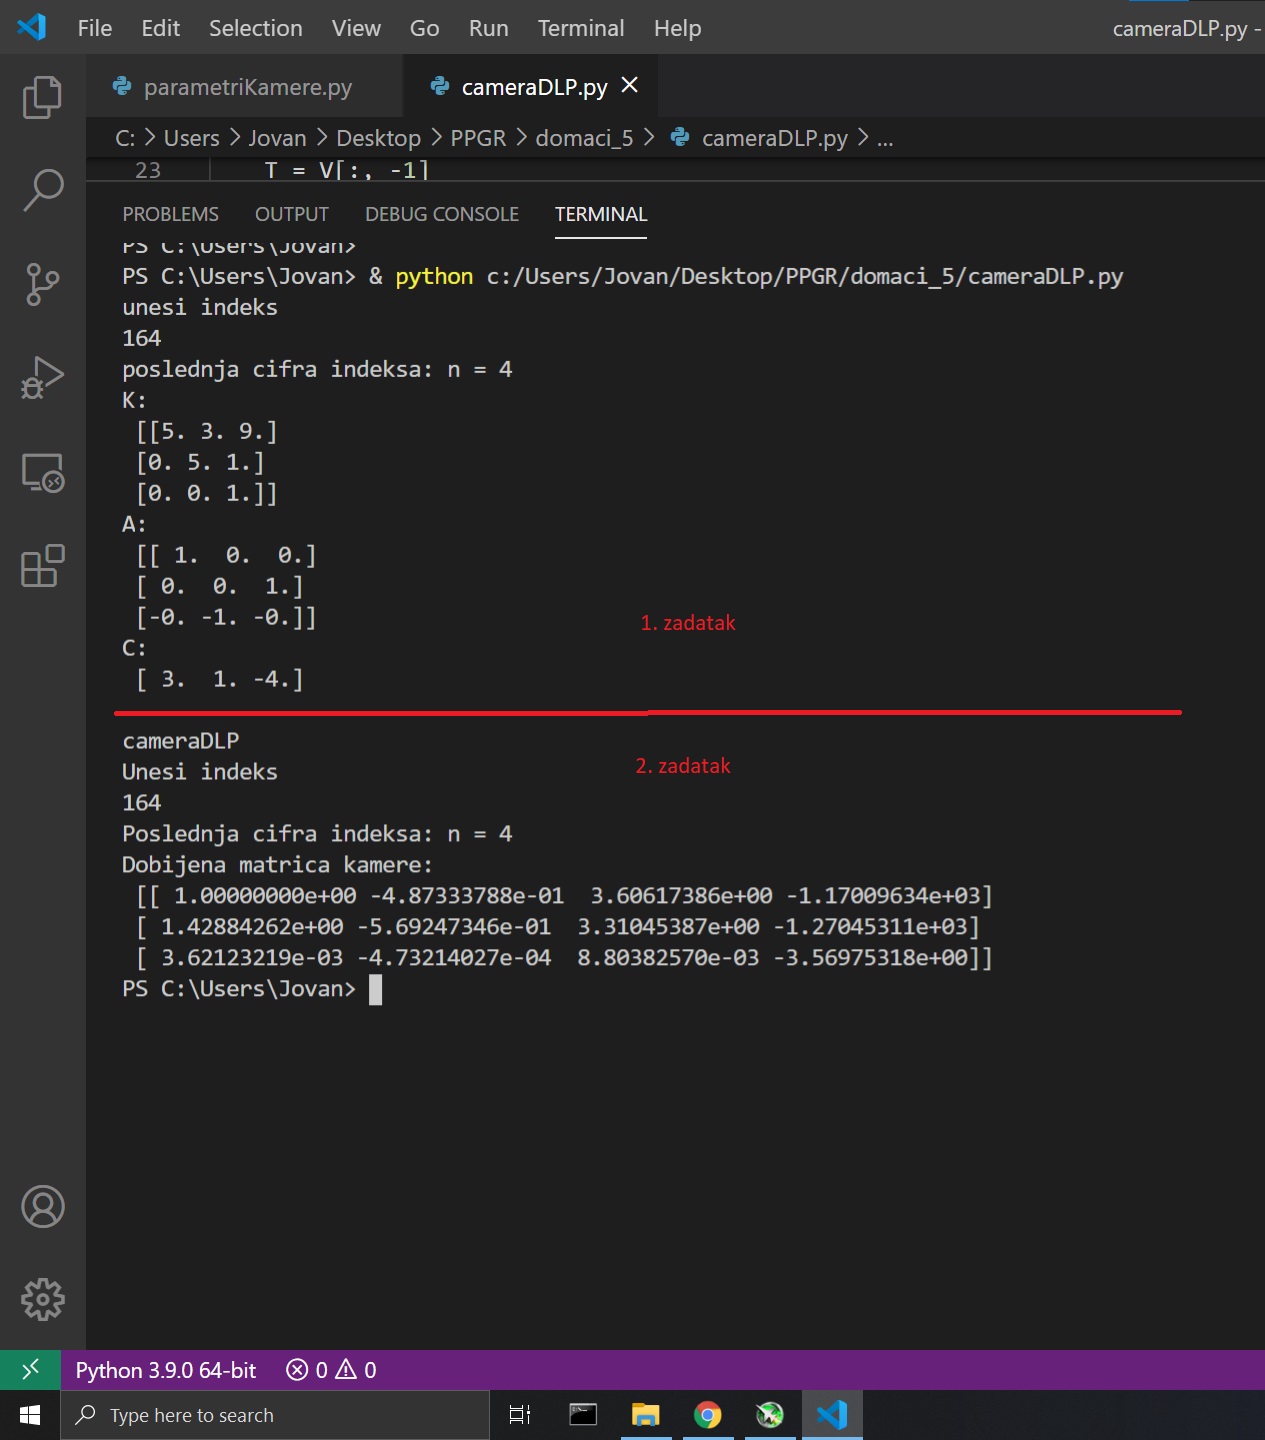 File Edit Selection View Go Run Terminal Help cameraDLP.py -
parametriKamere.py cameraDLP.py
C: > Users > Jovan > Desktop > PPGR > domaci_5 > cameraDLP.py > ...
23 T = V[:, -1]
PROBLEMS OUTPUT DEBUG CONSOLE TERMINAL
PS C:\Users\Jovan>
PS C:\Users\Jovan> & python c:/Users/Jovan/Desktop/PPGR/domaci_5/cameraDLP.py
unesi indeks
164
poslednja cifra indeksa: n = 4
K:
[[5. 3. 9.]
[0. 5. 1.]
[0. 0. 1.]]
A:
[[ 1. 0. 0.]
[ 0. 0. 1.]
[-0. -1. -0.]]
1. zadatak
C:
[ 3. 1. -4.]
cameraDLP
2. zadatak
Unesi indeks
164
Poslednja cifra indeksa: n = 4
Dobijena matrica kamere:
[[ 1.00000000e+00 -4.87333788e-01 3.60617386e+00 -1.17009634e+03]
[ 1.42884262e+00 -5.69247346e-01 3.31045387e+00 -1.27045311e+03]
[ 3.62123219e-03 -4.73214027e-04 8.80382570e-03 -3.56975318e+00]]
PS C:\Users\Jovan>
Python 3.9.0 64-bit 0 0
Type here to search